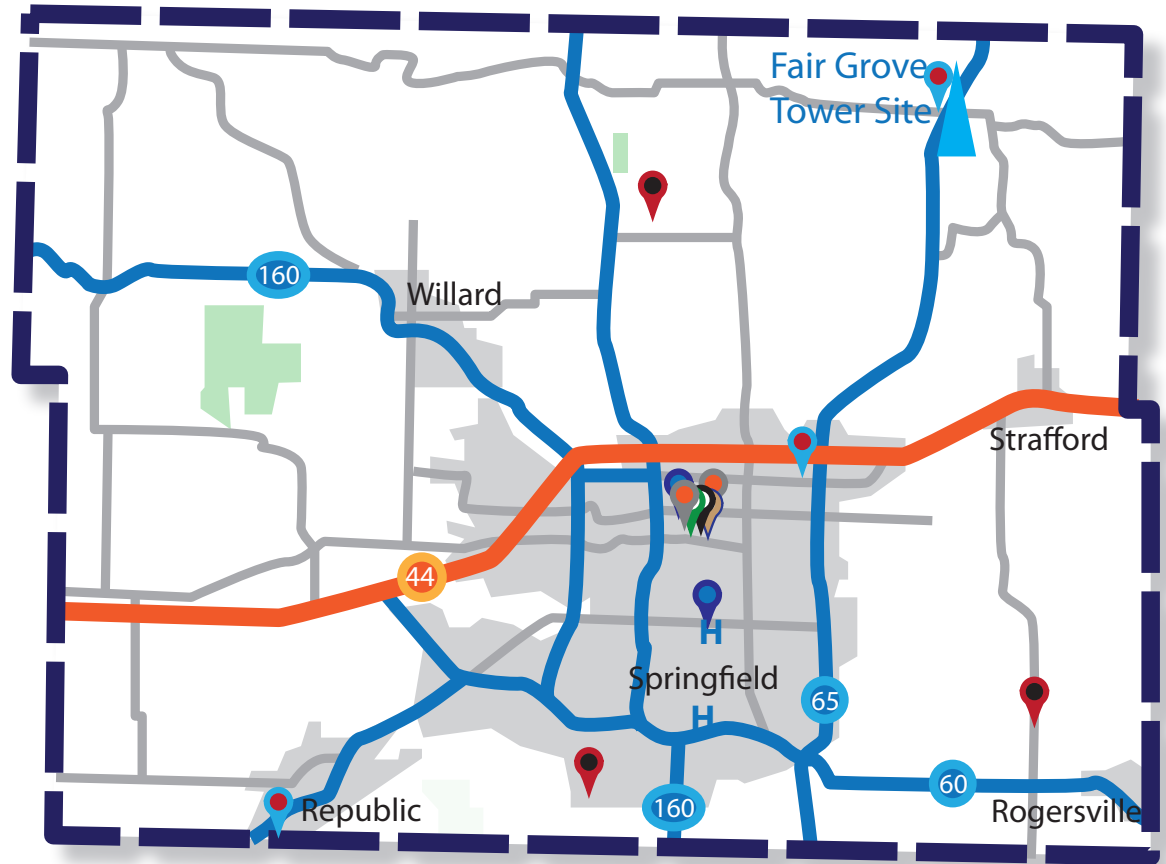 Fair Grove
Tower Site
160
Willard
Strafford
44
H
Springfield
65
H
60
160
Republic
Rogersville